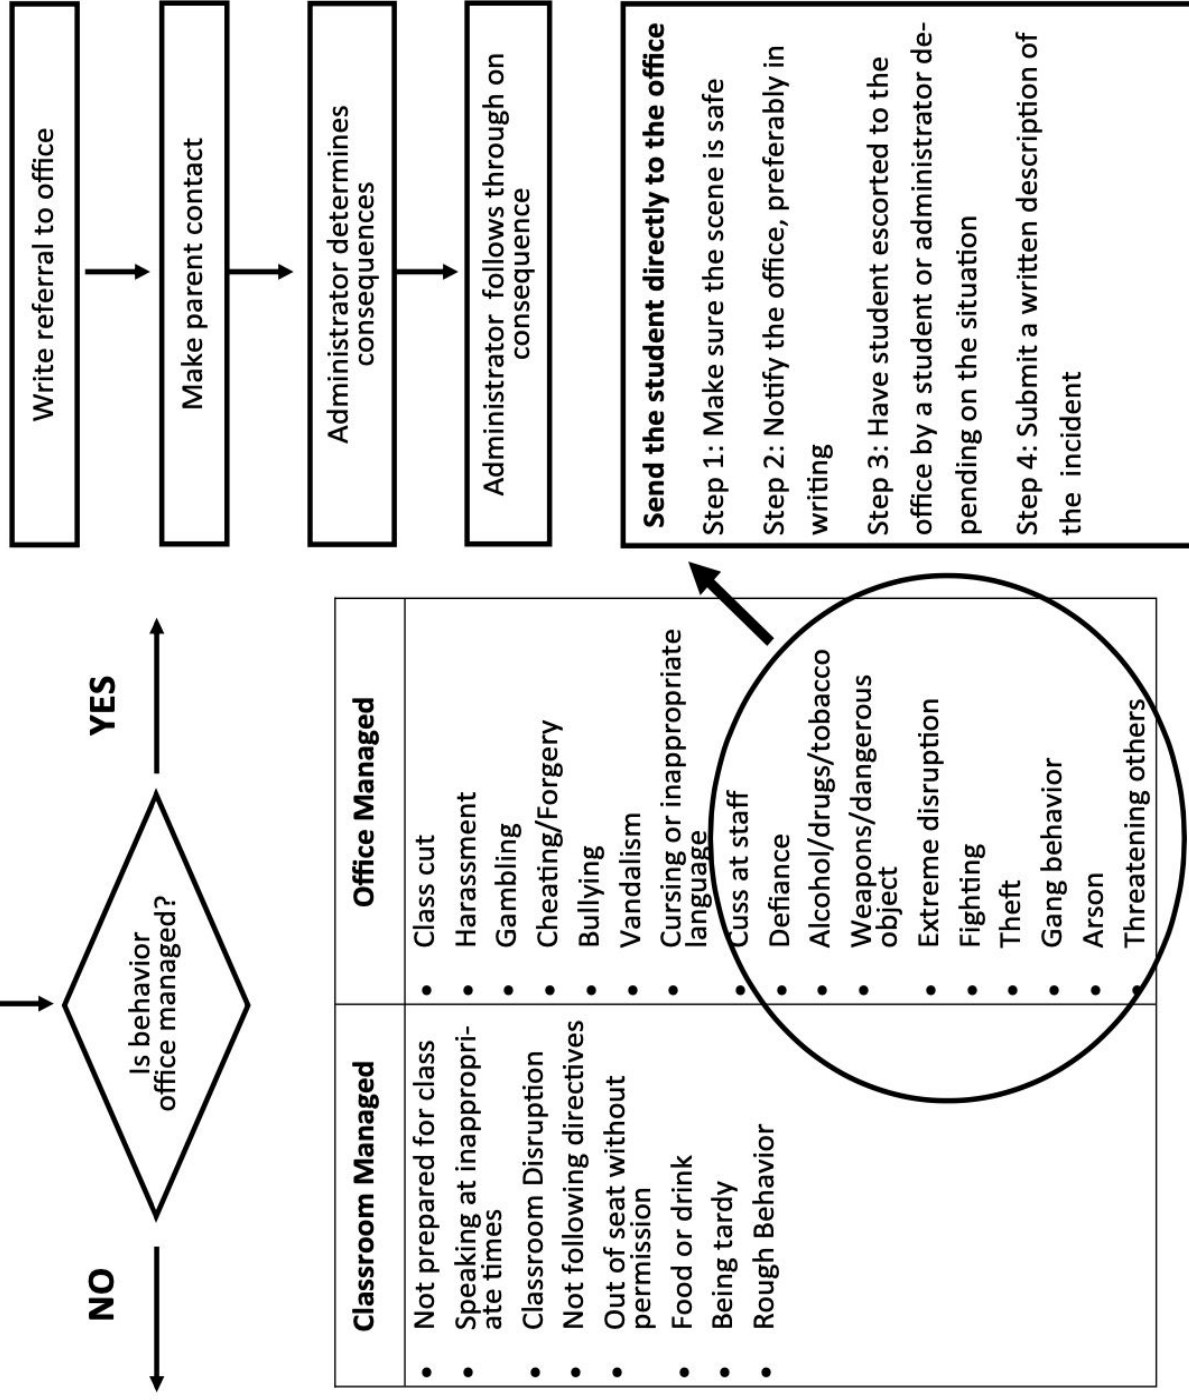 Is behavior
office managed?
NO
YES
Write referral to office
Make parent contact
Administrator determines
consequences
Administrator  follows through on
consequence
Classroom Managed
• Not prepared for class
• Speaking at inappropri-
ate times
• Classroom Disruption
• Not following directives
• Out of seat without
permission
• Food or drink
• Being tardy
• Rough Behavior
Office Managed
• Class cut
• Harassment
• Gambling
• Cheating/Forgery
• Bullying
• Vandalism
• Cursing or inappropriate
language
• Cuss at staff
• Defiance
• Alcohol/drugs/tobacco
• Weapons/dangerous
object
• Extreme disruption
• Fighting
• Theft
• Gang behavior
• Arson
• Threatening others
Send the student directly to the office
Step 1: Make sure the scene is safe
Step 2: Notify the office, preferably in
writing
Step 3: Have student escorted to the
office by a student or administrator de-
pending on the situation
Step 4: Submit a written description of
the  incident